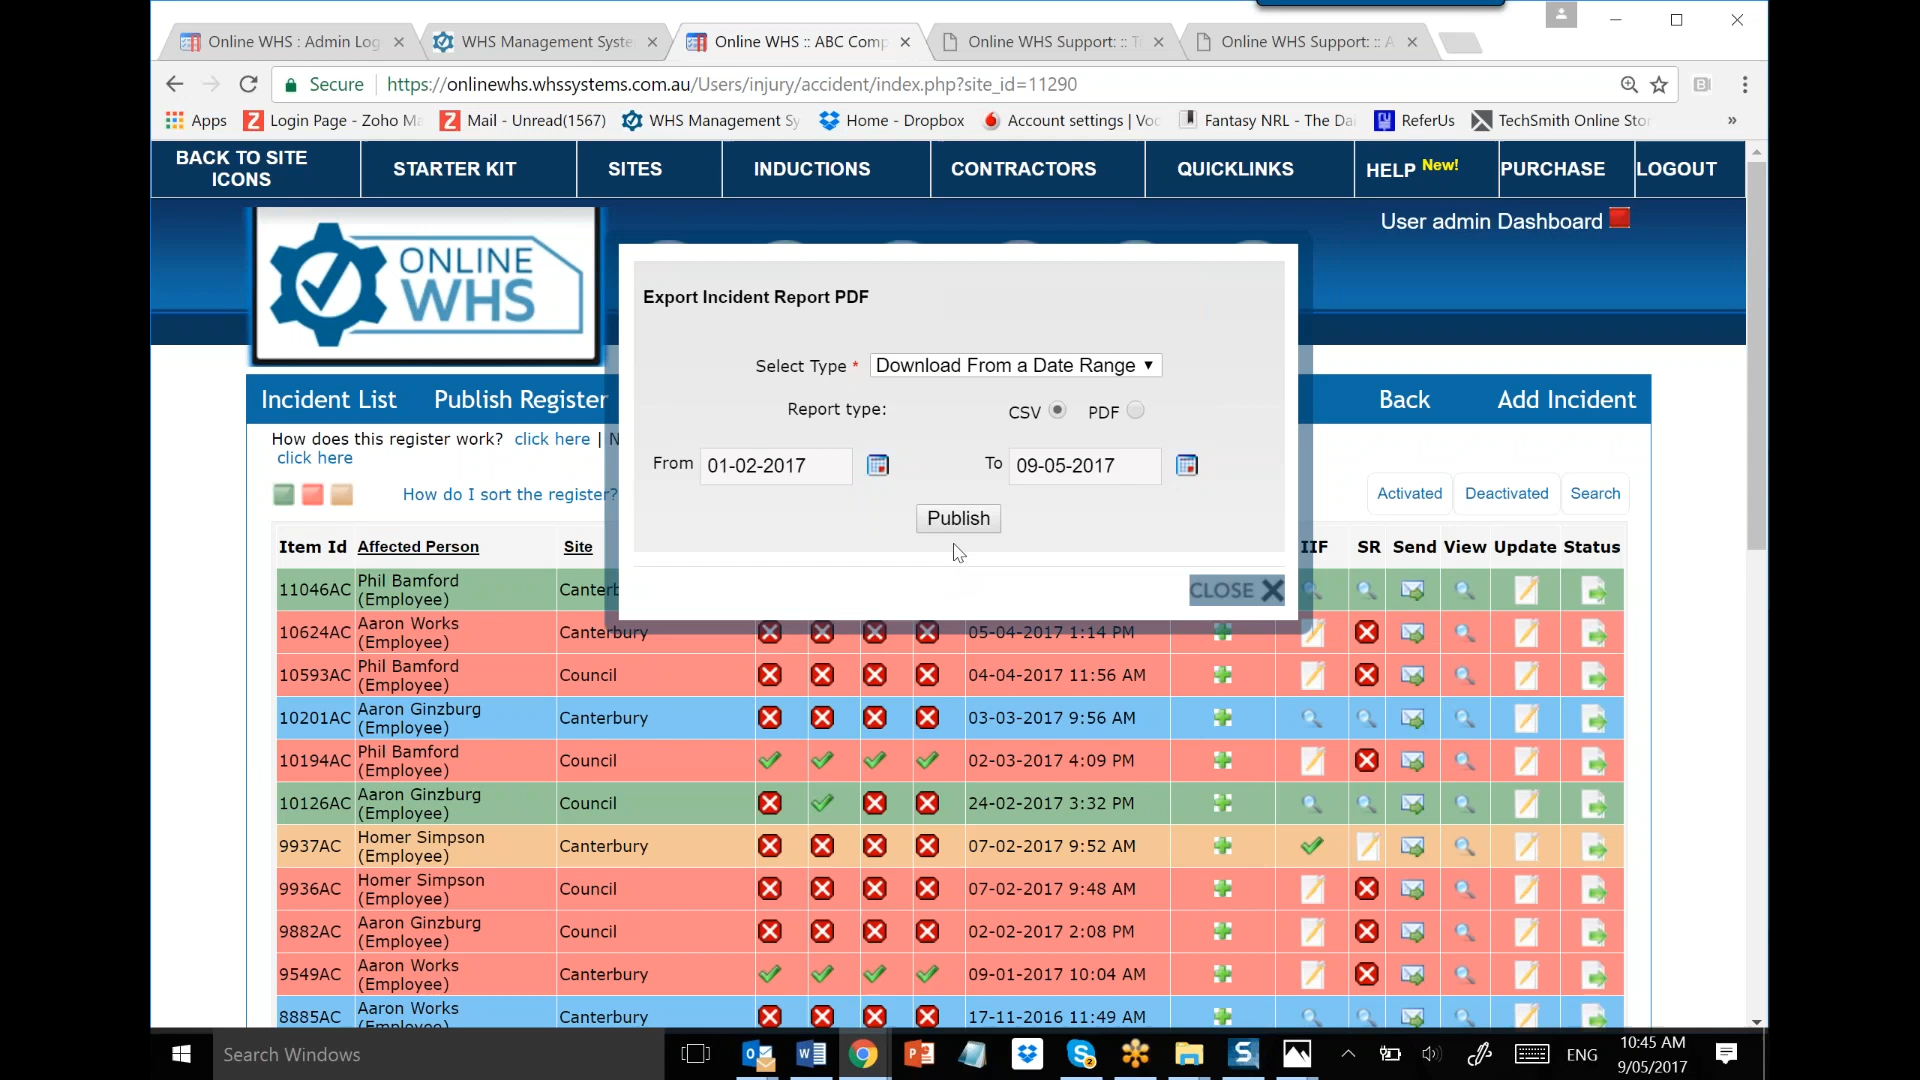 Online WHS : Admin Log
WHS Management Syste
Online WHS :: ABC Comp
Online WHS Support: :: T
Online WHS Support: :: A
Secure
https://onlinewhs.whssystems.com.au/Users/injury/accident/index.php?site_id=11290
Apps
Login Page - Zoho Ma
Mail - Unread(1567)
WHS Management Sy
Home - Dropbox
Account settings | Voc
Fantasy NRL - The Da
ReferUs
TechSmith Online Sto
»
BACK TO SITE
ICONS
STARTER KIT
SITES
INDUCTIONS
CONTRACTORS
QUICKLINKS
HELP New!
PURCHASE
LOGOUT
User admin Dashboard
ONLINE
WHS
Export Incident Report PDF
Select Type * Download From a Date Range
Report type: CSV PDF
From 01-02-2017 To 09-05-2017
Publish
CLOSE X
Incident List Publish Register Back Add Incident
How does this register work? click here | N
click here
How do I sort the register?
Activated Deactivated Search
Item Id Affected Person Site IIF SR Send View Update Status
11046AC Phil Bamford (Employee) Canterb
10624AC Aaron Works (Employee) Canterbury 05-04-2017 1:14 PM
10593AC Phil Bamford (Employee) Council 04-04-2017 11:56 AM
10201AC Aaron Ginzburg (Employee) Canterbury 03-03-2017 9:56 AM
10194AC Phil Bamford (Employee) Council 02-03-2017 4:09 PM
10126AC Aaron Ginzburg (Employee) Council 24-02-2017 3:32 PM
9937AC Homer Simpson (Employee) Canterbury 07-02-2017 9:52 AM
9936AC Homer Simpson (Employee) Council 07-02-2017 9:48 AM
9882AC Aaron Ginzburg (Employee) Council 02-02-2017 2:08 PM
9549AC Aaron Works (Employee) Canterbury 09-01-2017 10:04 AM
8885AC Aaron Works (Employee) Canterbury 17-11-2016 11:49 AM
Search Windows
ENG
10:45 AM
9/05/2017